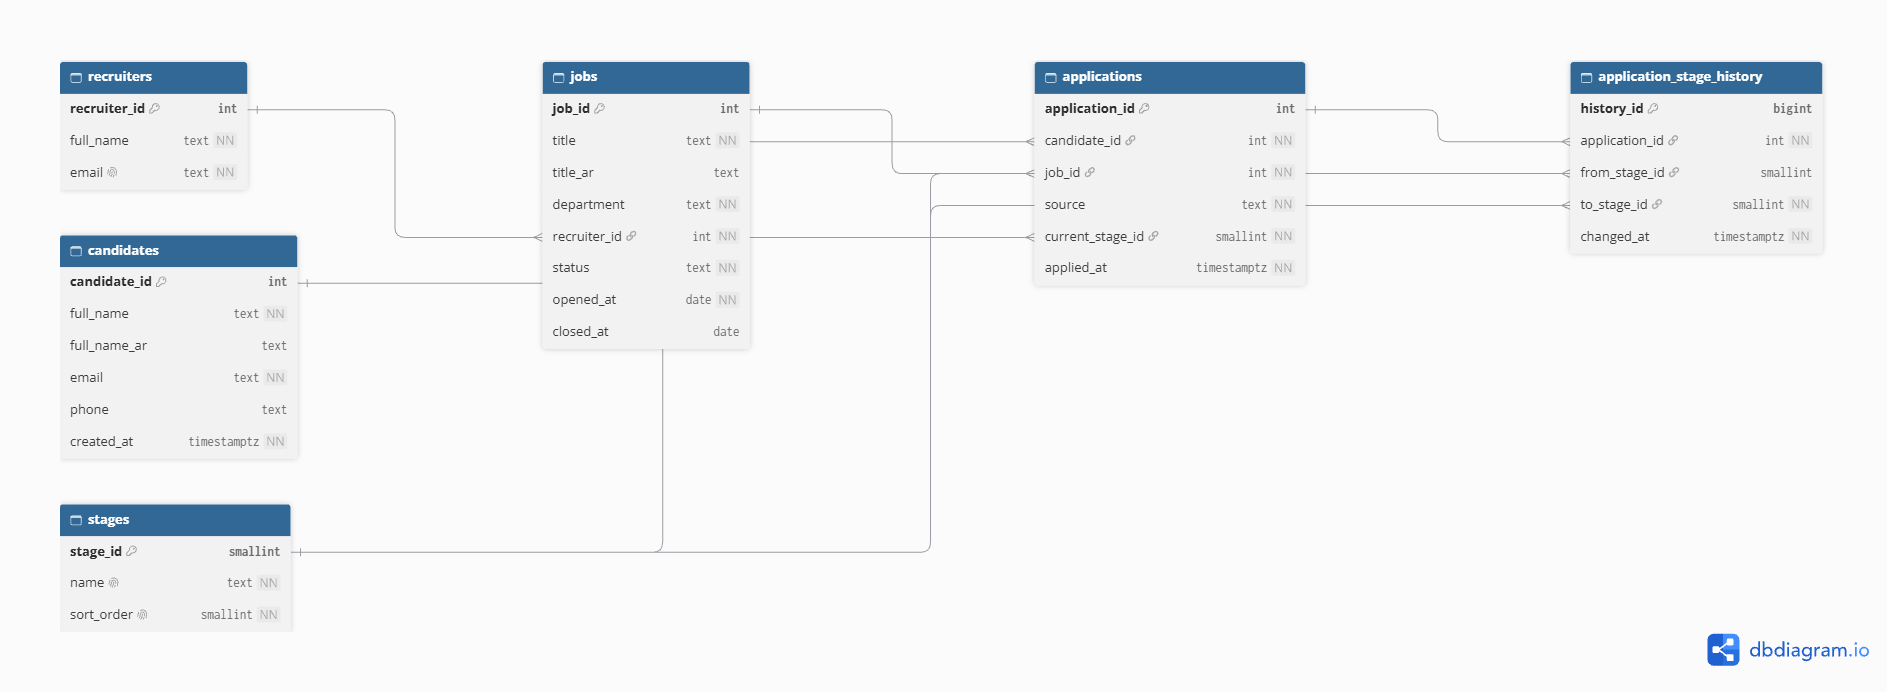 recruiters
recruiter_id int
full_name text NN
email text NN
candidates
candidate_id int
full_name text NN
full_name_ar text
email text NN
phone text
created_at timestamptz NN
stages
stage_id smallint
name text NN
sort_order smallint NN
jobs
job_id int
title text NN
title_ar text
department text NN
recruiter_id int NN
status text NN
opened_at date NN
closed_at date
applications
application_id int
candidate_id int NN
job_id int NN
source text NN
current_stage_id smallint NN
applied_at timestamptz NN
application_stage_history
history_id bigint
application_id int NN
from_stage_id smallint
to_stage_id smallint NN
changed_at timestamptz NN
dbdiagram.io